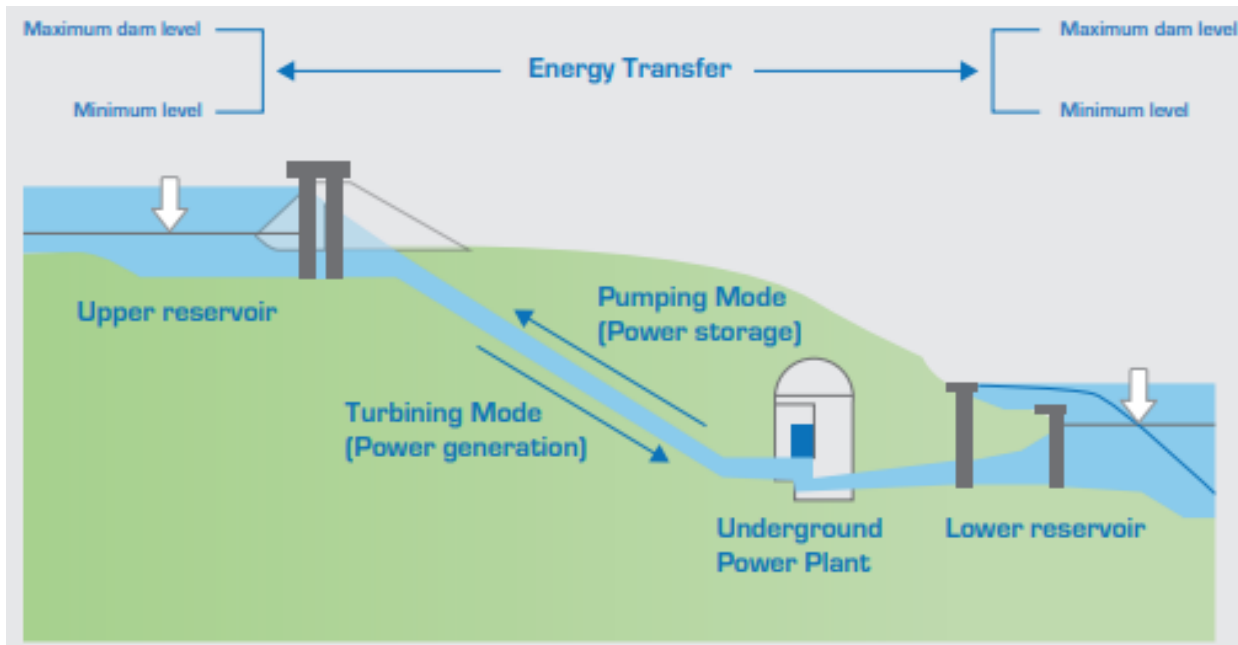 Maximum dam level
Energy Transfer
Maximum dam level
Minimum level
Minimum level
Upper reservoir
Pumping Mode
(Power storage)
Turbining Mode
(Power generation)
Underground
Power Plant
Lower reservoir